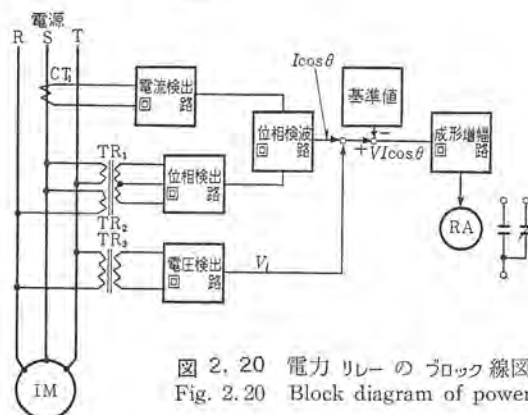 電源
R S T
CT₁
電流検出
回路
Icosθ
基準値
位相検波
回路
+
−
VIcosθ
成形増幅
回路
TR₁
位相検出
回路
TR₂
TR₃
電圧検出
回路
V
RA
IM
図 2.20 電力リレーのブロック線図
Fig. 2.20 Block diagram of power